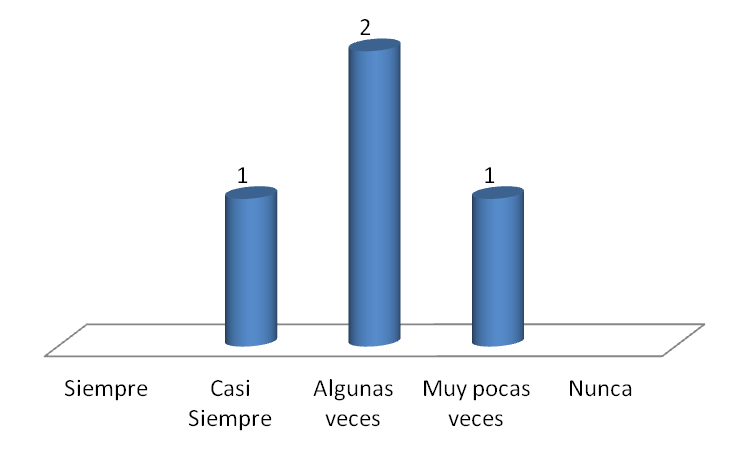 2
1
1
Siempre
Casi
Siempre
Algunas
veces
Muy pocas
veces
Nunca